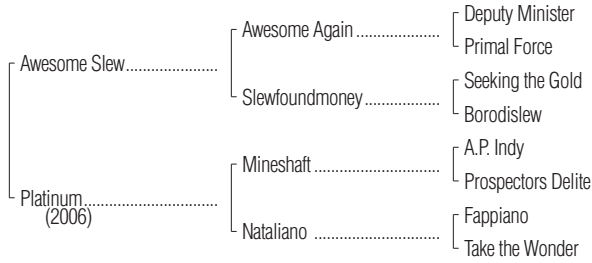 Deputy Minister
Awesome Again ....................
Primal Force
Awesome Slew......................
Seeking the Gold
Slewfoundmoney..................
Borodislew
A.P. Indy
Mineshaft ..............................
Prospectors Delite
Platinum................................
(2006)
Fappiano
Nataliano ..............................
Take the Wonder